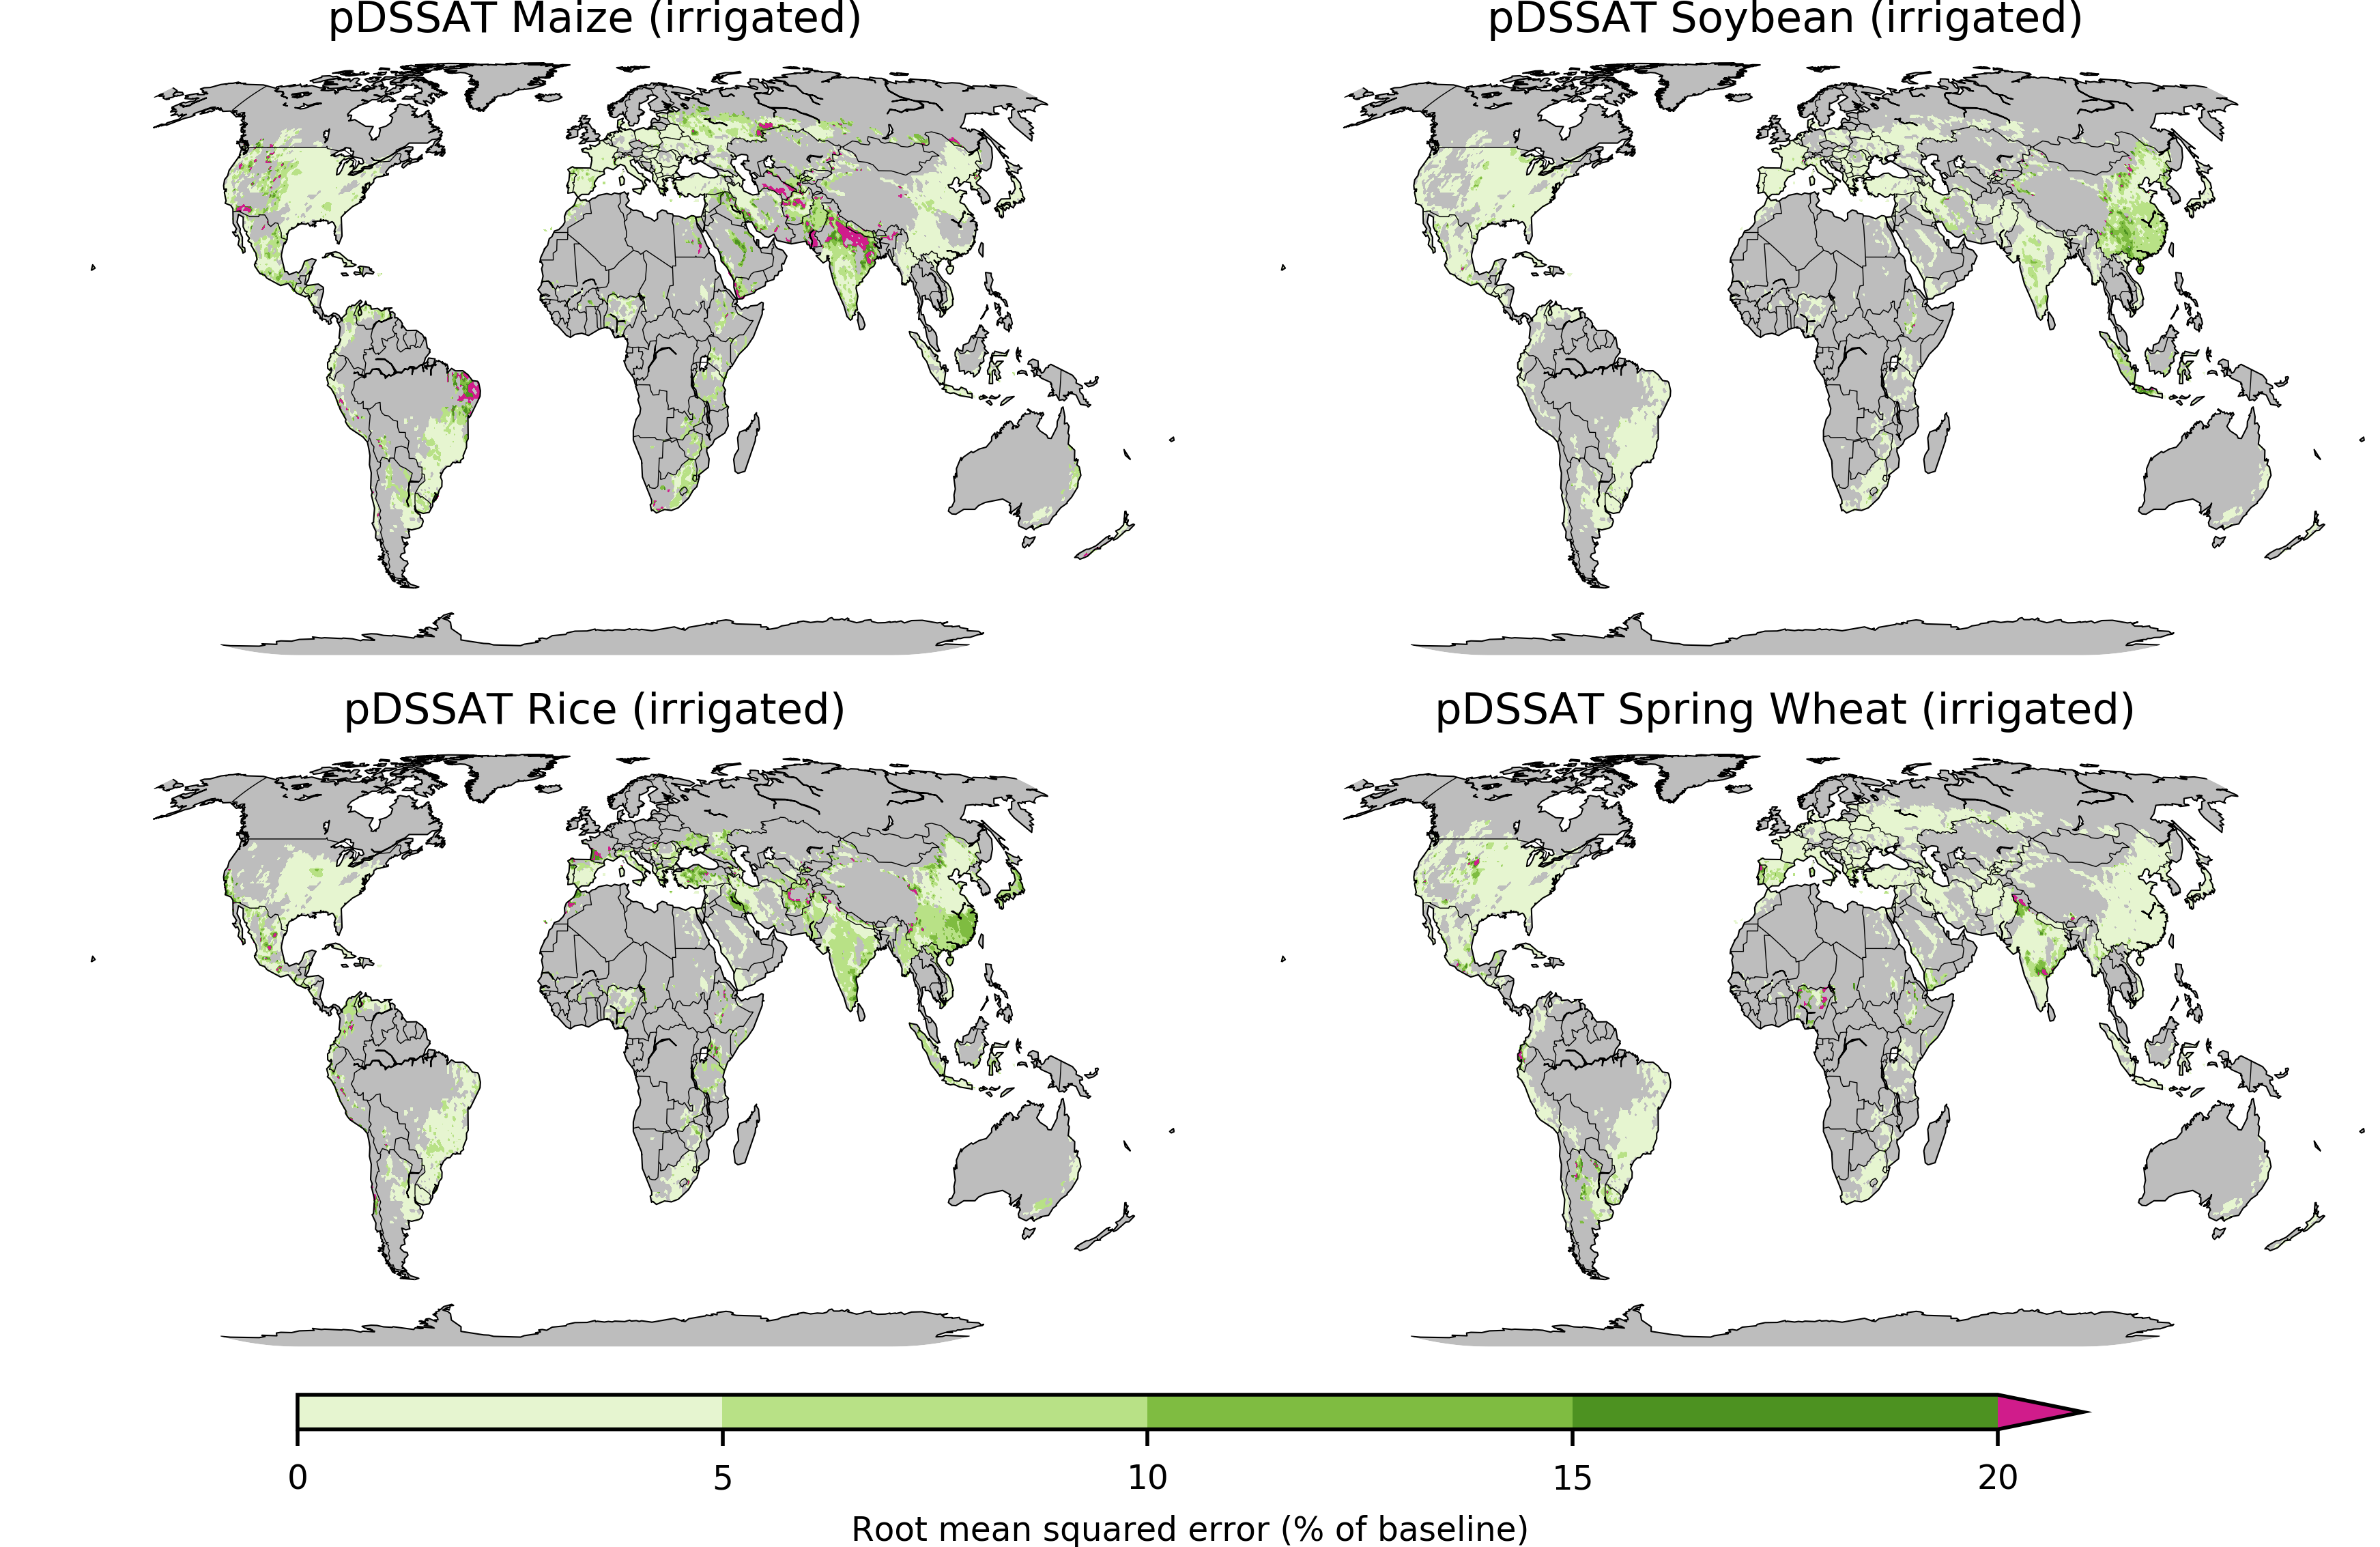 pDSSAT Maize (irrigated)
pDSSAT Soybean (irrigated)
pDSSAT Rice (irrigated)
pDSSAT Spring Wheat (irrigated)
0 5 10 15 20
Root mean squared error (% of baseline)